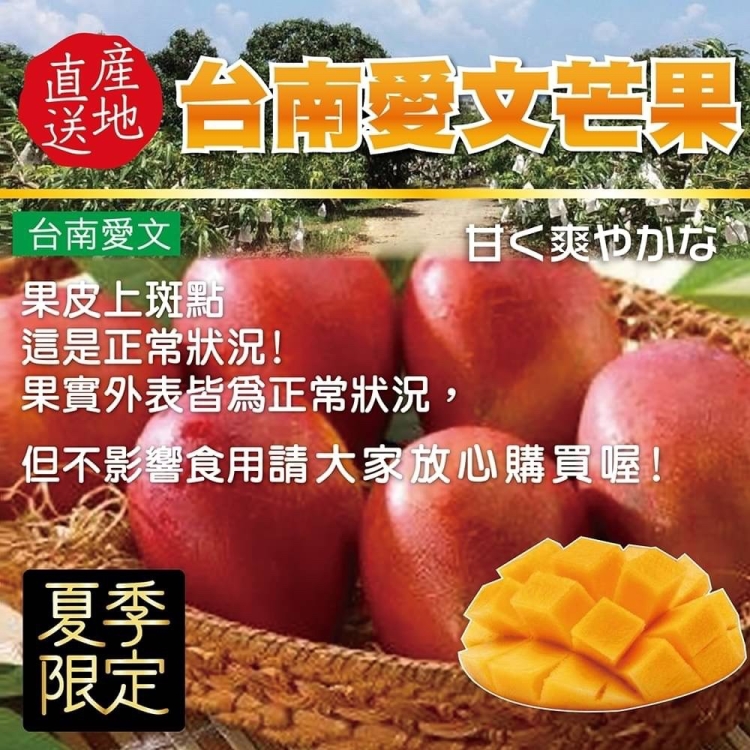 産地
直送
台南愛文芒果
台南愛文
甘く爽やかな
果皮上斑點
這是正常狀況!
果實外表皆為正常狀況，
但不影響食用請大家放心購買喔!
夏季
限定